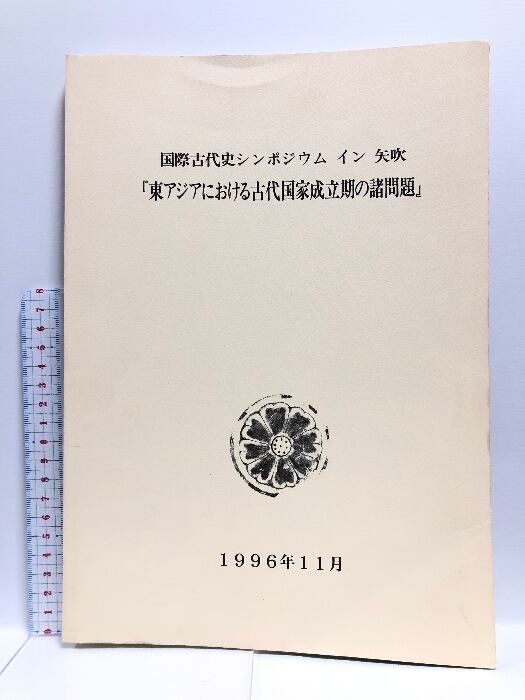 国際古代史シンポジウム イン 矢吹
『東アジアにおける古代国家成立期の諸問題』
1996年11月